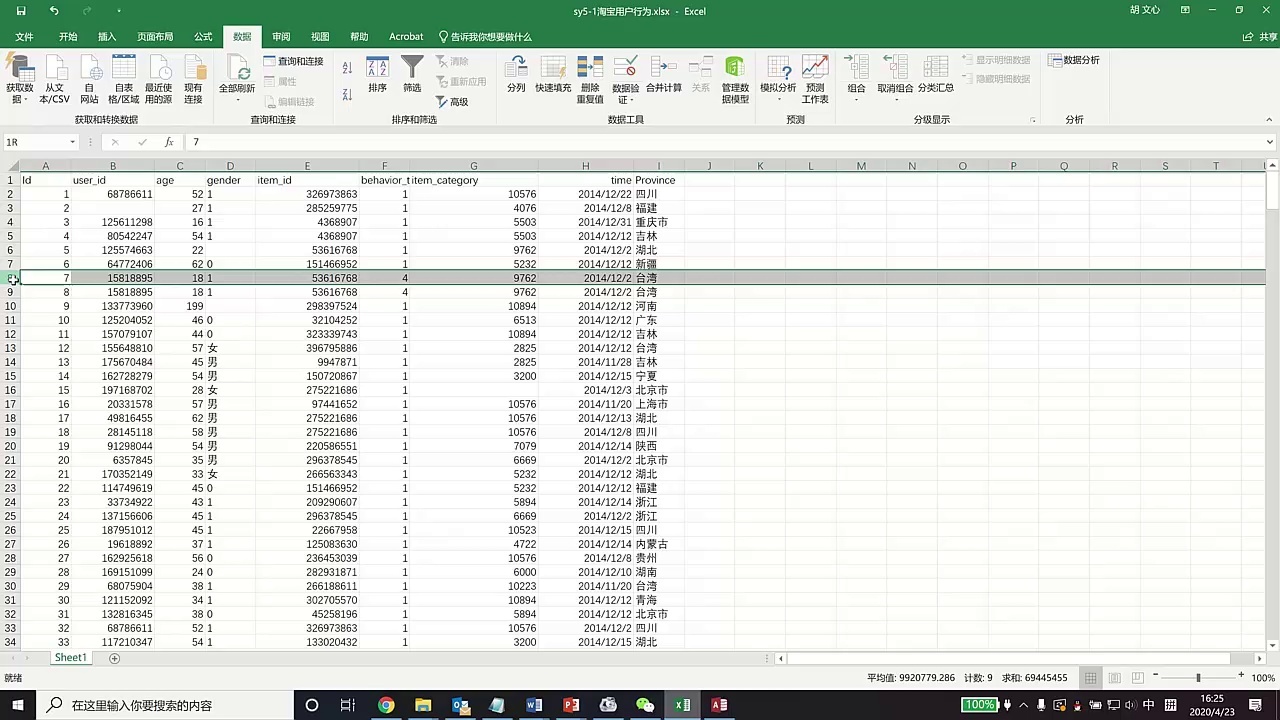 sy5-1淘宝用户行为.xlsx - Excel
胡 文心
文件 开始 插入 页面布局 公式 数据 审阅 视图 帮助 Acrobat 告诉我你想要做什么 共享
获取数据 从文本/CSV 自网站 自表格/区域 最近使用的源 现有连接 全部刷新 查询和连接 属性 编辑链接 排序 筛选 清除 重新应用 高级 分列 快速填充 删除重复值 数据验证 合并计算 关系 管理数据模型 模拟分析 预测工作表 组合 取消组合 分类汇总 显示明细数据 隐藏明细数据 数据分析
获取和转换数据 查询和连接 排序和筛选 数据工具 预测 分级显示 分析
1R fx 7
A B C D E F G H I J K L M N O P Q R S T
1 Id user_id age gender item_id behavior_t item_category time Province
2 1 68786611 52 1 326973863 1 10576 2014/12/22 四川
3 2 27 1 285259775 1 4076 2014/12/8 福建
4 3 125611298 16 1 4368907 1 5503 2014/12/31 重庆市
5 4 80542247 54 1 4368907 1 5503 2014/12/12 吉林
6 5 125574663 22 53616768 1 9762 2014/12/2 湖北
7 6 64772406 62 0 151466952 1 5232 2014/12/12 新疆
7 15818895 18 1 53616768 4 9762 2014/12/2 台湾
9 8 15818895 18 1 53616768 4 9762 2014/12/2 台湾
10 9 133773960 199 298397524 1 10894 2014/12/12 河南
11 10 125204052 46 0 32104252 1 6513 2014/12/12 广东
12 11 157079107 44 0 323339743 1 10894 2014/12/12 吉林
13 12 155648810 57 女 396795886 1 2825 2014/12/12 台湾
14 13 175670484 45 男 9947871 1 2825 2014/11/28 吉林
15 14 162728279 54 男 150720867 1 3200 2014/12/15 宁夏
16 15 197168702 28 女 275221686 1 2014/12/3 北京市
17 16 20331578 57 男 97441652 1 10576 2014/11/20 上海市
18 17 49816455 62 男 275221686 1 10576 2014/12/13 湖北
19 18 28145118 58 男 275221686 1 10576 2014/12/8 四川
20 19 91298044 54 男 220586551 1 7079 2014/12/14 陕西
21 20 6357845 35 男 296378545 1 6669 2014/12/2 北京市
22 21 170352149 33 女 266563343 1 5232 2014/12/12 湖北
23 22 114749619 45 0 151466952 1 5232 2014/12/12 福建
24 23 33734922 43 1 209290607 1 5894 2014/12/14 浙江
25 24 137156606 45 1 296378545 1 6669 2014/12/2 浙江
26 25 187951012 45 1 22667958 1 10523 2014/12/15 四川
27 26 19618892 37 1 125083630 1 4722 2014/12/14 内蒙古
28 27 162925618 56 0 236453039 1 10576 2014/12/8 贵州
29 28 169151099 24 0 282931871 1 6000 2014/12/10 湖南
30 29 68075904 38 1 266188611 1 10223 2014/11/20 台湾
31 30 121152092 34 1 302705570 1 10894 2014/12/12 青海
32 31 132816345 38 0 45258196 1 5894 2014/12/12 北京市
33 32 68786611 52 1 326973863 1 10576 2014/12/2 四川
34 33 117210347 54 1 133020432 1 3200 2014/12/15 湖北
Sheet1
就绪 平均值: 9920779.286 计数: 9 求和: 69445455 100%
在这里输入你要搜索的内容 100% 中 16:25
2020/4/23